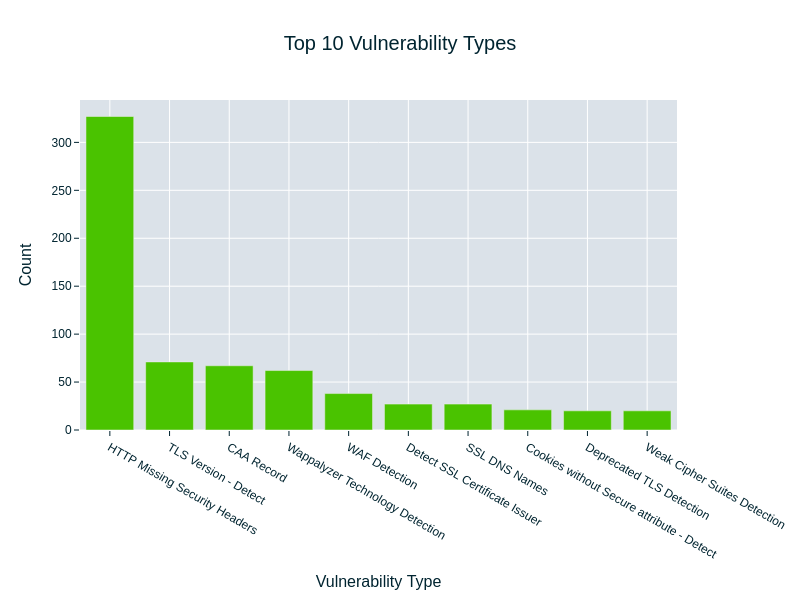 Top 10 Vulnerability Types
Count
300
250
200
150
100
50
0
HTTP Missing Security Headers
TLS Version - Detect
CAA Record
Wappalyzer Technology Detection
WAF Detection
Detect SSL Certificate Issuer
SSL DNS Names
Cookies without Secure attribute - Detect
Deprecated TLS Detection
Weak Cipher Suites Detection
Vulnerability Type